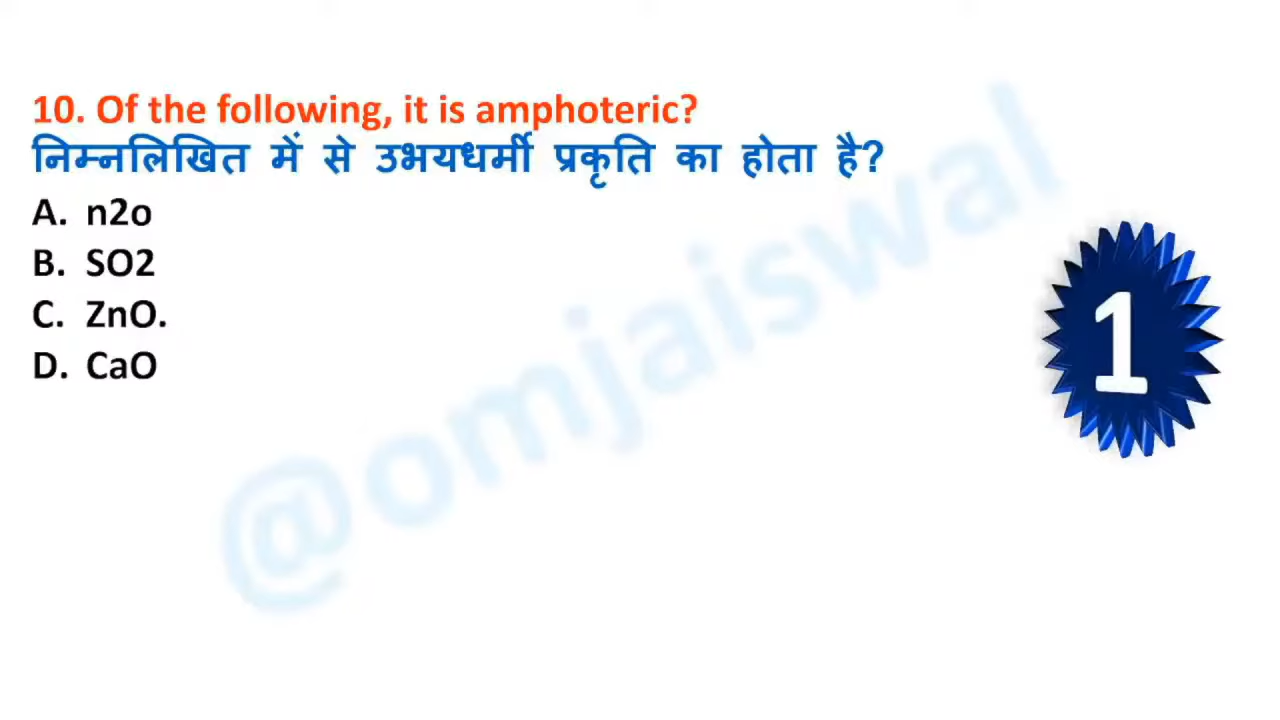 10. Of the following, it is amphoteric?
निम्नलिखित में से उभयधर्मी प्रकृति का होता है?
A. n2o
B. SO2
C. ZnO.
D. CaO
1
@omjaiswal